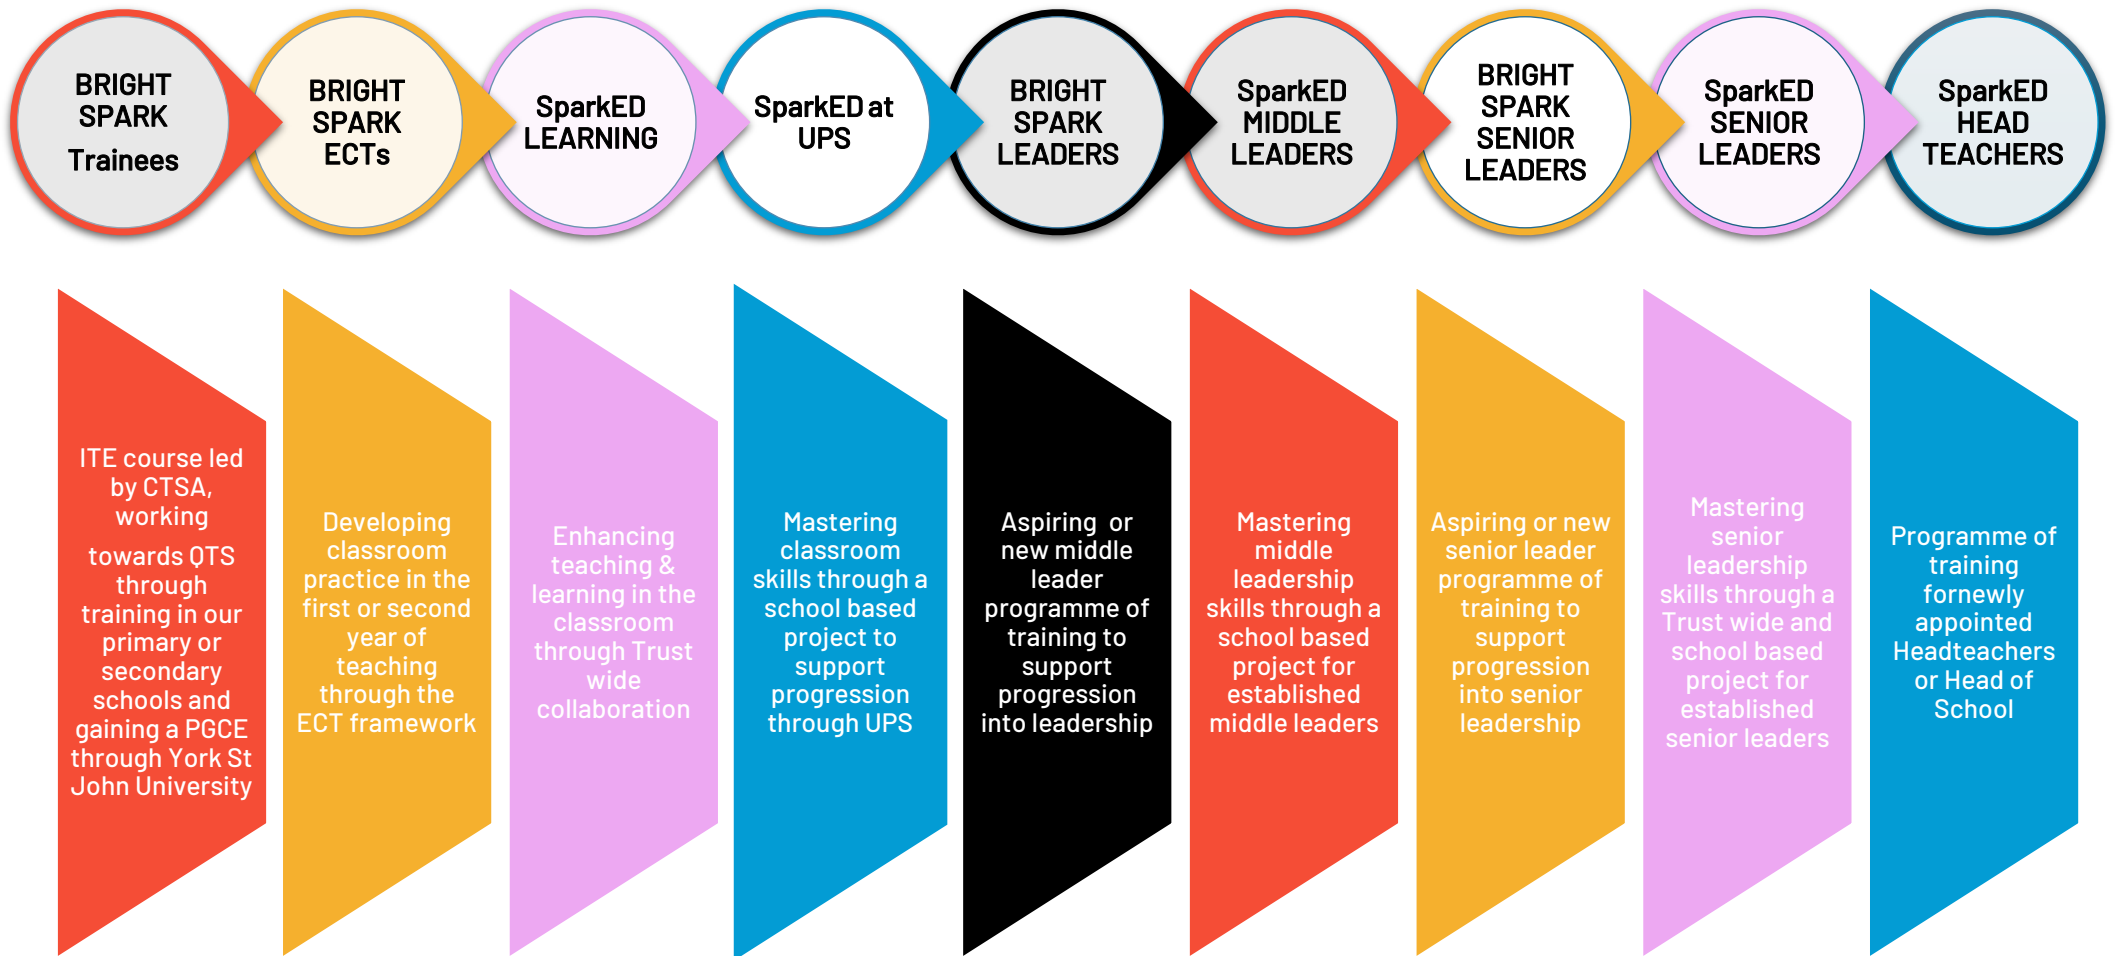 BRIGHT
SPARK
Trainees
BRIGHT
SPARK
ECTs
SparkED
LEARNING
SparkED at
UPS
BRIGHT
SPARK
LEADERS
SparkED
MIDDLE
LEADERS
BRIGHT
SPARK
SENIOR
LEADERS
SparkED
SENIOR
LEADERS
SparkED
HEAD
TEACHERS
ITE course led
by CTSA,
working
towards QTS
through
training in our
primary or
secondary
schools and
gaining a PGCE
through York St
John University
Developing
classroom
practice in the
first or second
year of
teaching
through the
ECT framework
Enhancing
teaching &
learning in the
classroom
through Trust
wide
collaboration
Mastering
classroom
skills through a
school based
project to
support
progression
through UPS
Aspiring  or
new middle
leader
programme of
training to
support
progression
into leadership
Mastering
middle
leadership
skills through a
school based
project for
established
middle leaders
Aspiring or new
senior leader
programme of
training to
support
progression
into senior
leadership
Mastering
senior
leadership
skills through a
Trust wide and
school based
project for
established
senior leaders
Programme of
training
fornewly
appointed
Headteachers
or Head of
School